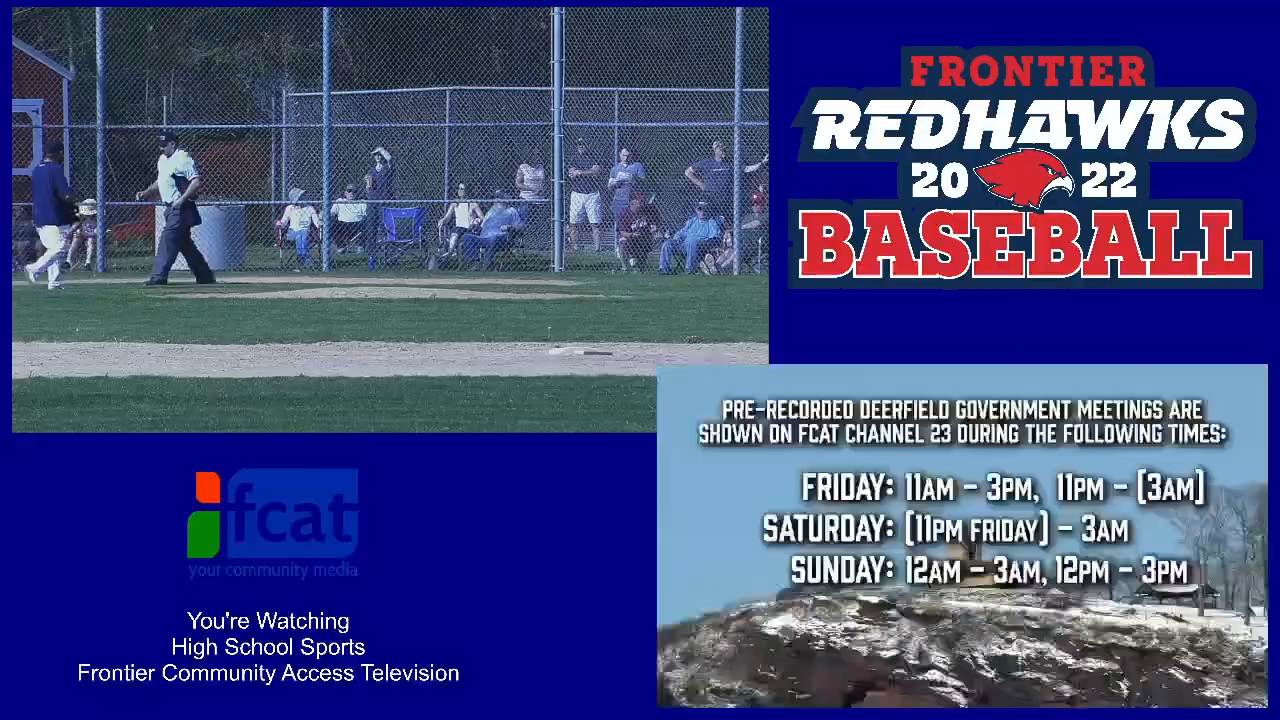 FRONTIER
REDHAWKS
20 22
BASEBALL
PRE-RECORDED DEERFIELD GOVERNMENT MEETINGS ARE
SHOWN ON FCAT CHANNEL 23 DURING THE FOLLOWING TIMES:
FRIDAY: 11AM - 3PM, 11PM - [3AM]
SATURDAY: [11PM FRIDAY] - 3AM
SUNDAY: 12AM - 3AM, 12PM - 3PM
fcat
your community media
You're Watching
High School Sports
Frontier Community Access Television